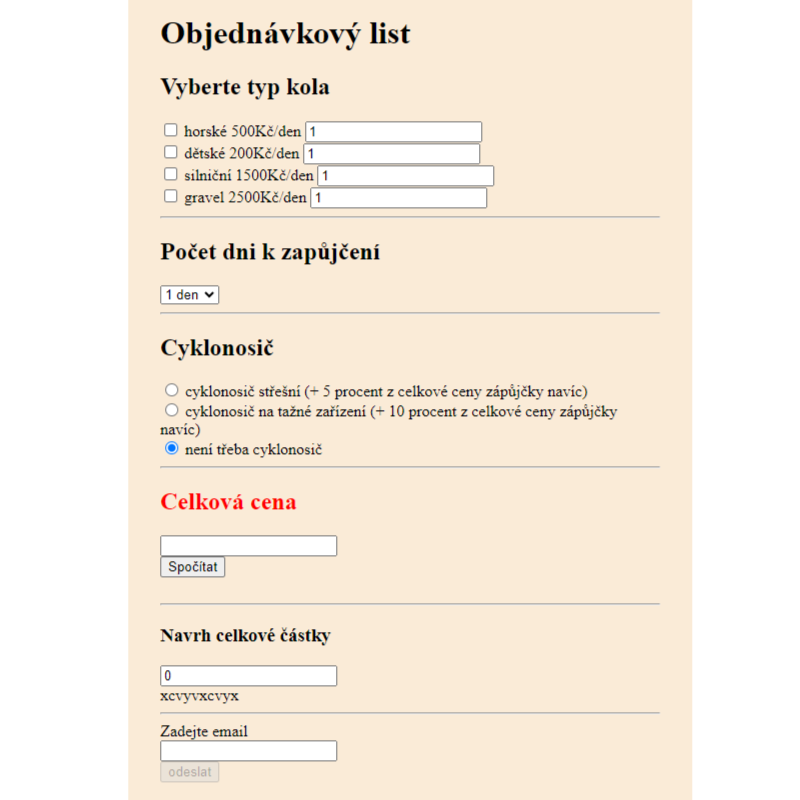 Objednávkový list
Vyberte typ kola
horské 500Kč/den 1
dětské 200Kč/den 1
silniční 1500Kč/den 1
gravel 2500Kč/den 1
Počet dni k zapůjčení
1 den
Cyklonosič
cyklonosič střešní (+ 5 procent z celkové ceny zápůjčky navíc)
cyklonosič na tažné zařízení (+ 10 procent z celkové ceny zápůjčky
navíc)
není třeba cyklonosič
Celková cena
Spočítat
Navrh celkové částky
0
xcvyvxcvyx
Zadejte email
odeslat